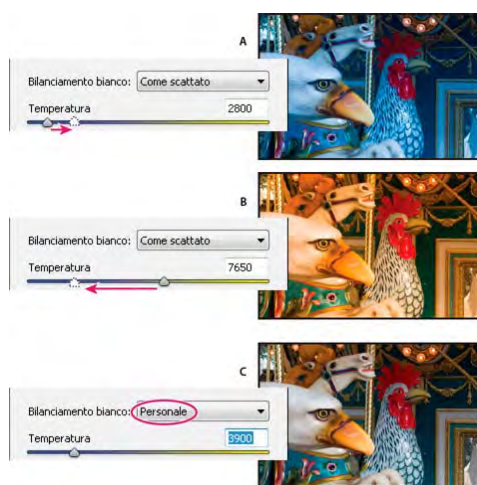 A
Bilanciamento bianco: Come scattato
Temperatura 2800
B
Bilanciamento bianco: Come scattato
Temperatura 7650
C
Bilanciamento bianco: Personale
Temperatura 3900